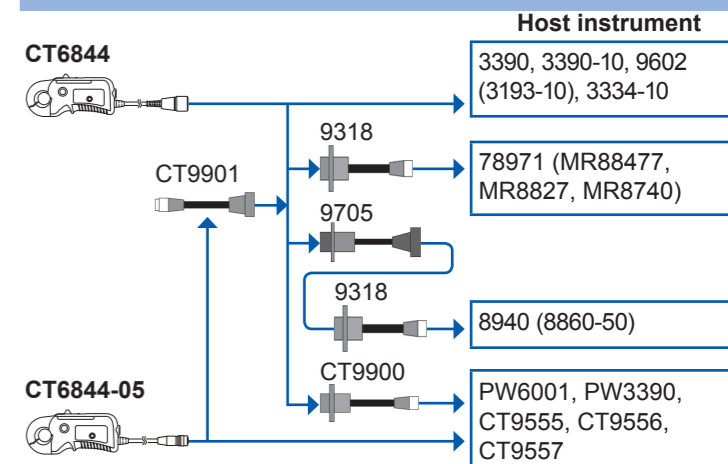 Host instrument
CT6844
3390, 3390-10, 9602
(3193-10), 3334-10
9318
78971 (MR88477,
MR8827, MR8740)
CT9901
9705
9318
8940 (8860-50)
CT9900
CT6844-05
PW6001, PW3390,
CT9555, CT9556,
CT9557